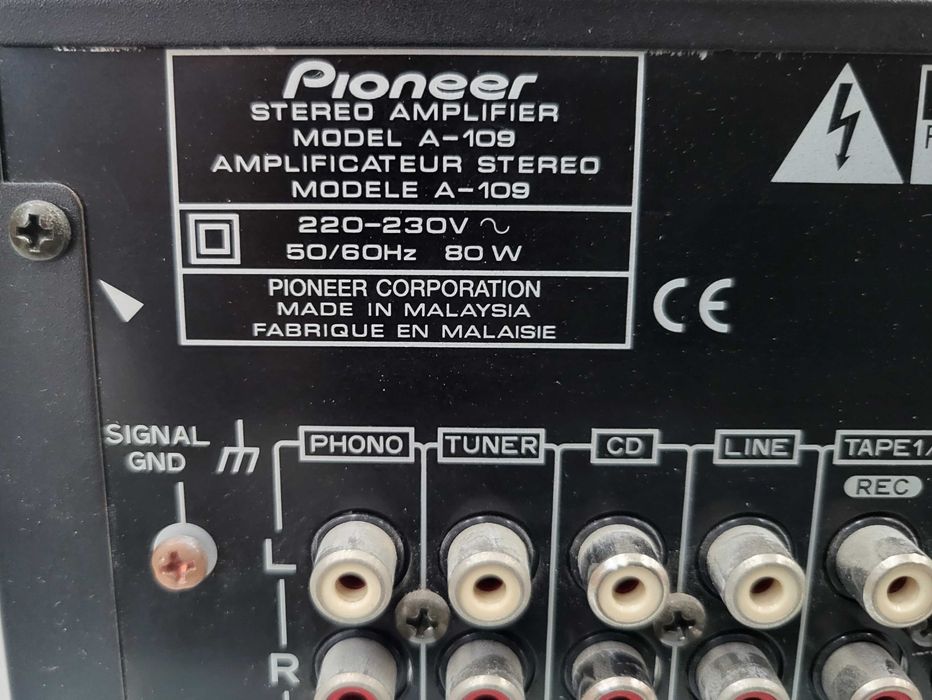 Pioneer
STEREO AMPLIFIER
MODEL A-109
AMPLIFICATEUR STEREO
MODELE A-109
220-230V ~
50/60Hz 80 W
PIONEER CORPORATION
MADE IN MALAYSIA
FABRIQUE EN MALAISIE
CE
SIGNAL
GND
PHONO
TUNER
CD
LINE
TAPE1/
REC
L
R